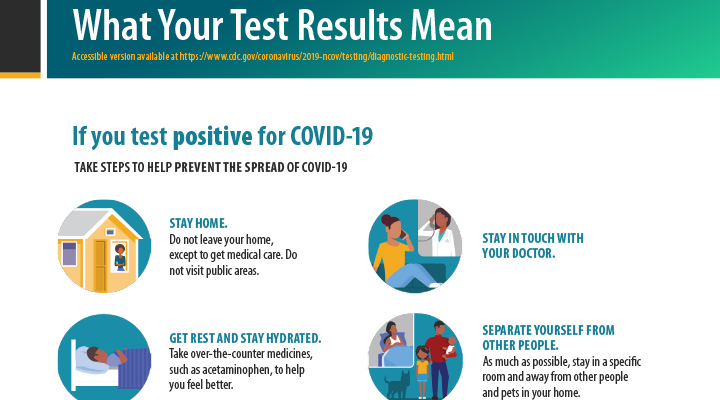 What Your Test Results Mean
Accessible version available at https://www.cdc.gov/coronavirus/2019-ncov/testing/diagnostic-testing.html
If you test positive for COVID-19
TAKE STEPS TO HELP PREVENT THE SPREAD OF COVID-19
STAY HOME.
Do not leave your home,
except to get medical care. Do
not visit public areas.
STAY IN TOUCH WITH
YOUR DOCTOR.
GET REST AND STAY HYDRATED.
Take over-the-counter medicines,
such as acetaminophen, to help
you feel better.
SEPARATE YOURSELF FROM
OTHER PEOPLE.
As much as possible, stay in a specific
room and away from other people
and pets in your home.